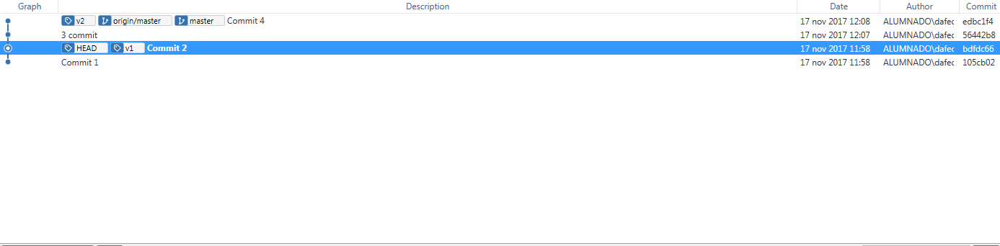 Graph Description Date Author Commit
v2 origin/master master Commit 4 17 nov 2017 12:08 ALUMNADO\dafec edbc1f4
3 commit 17 nov 2017 12:07 ALUMNADO\dafec 56442b8
HEAD v1 Commit 2 17 nov 2017 11:58 ALUMNADO\dafec bdfdc66
Commit 1 17 nov 2017 11:58 ALUMNADO\dafec 105cb02